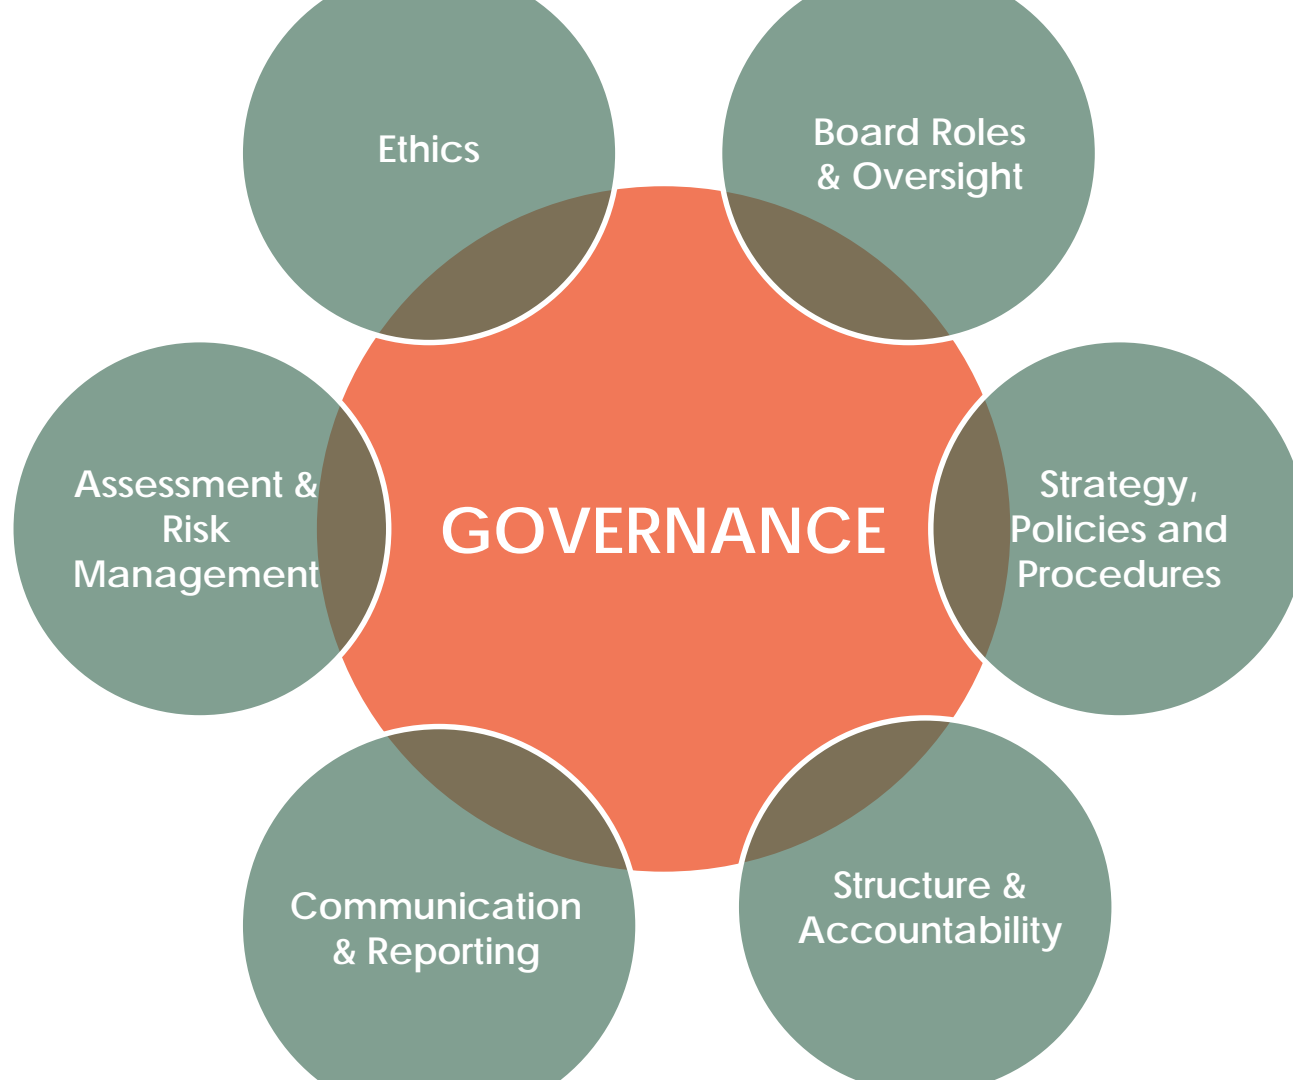 Ethics
Board Roles
& Oversight
Assessment &
Risk
Management
GOVERNANCE
Strategy,
Policies and
Procedures
Communication
& Reporting
Structure &
Accountability